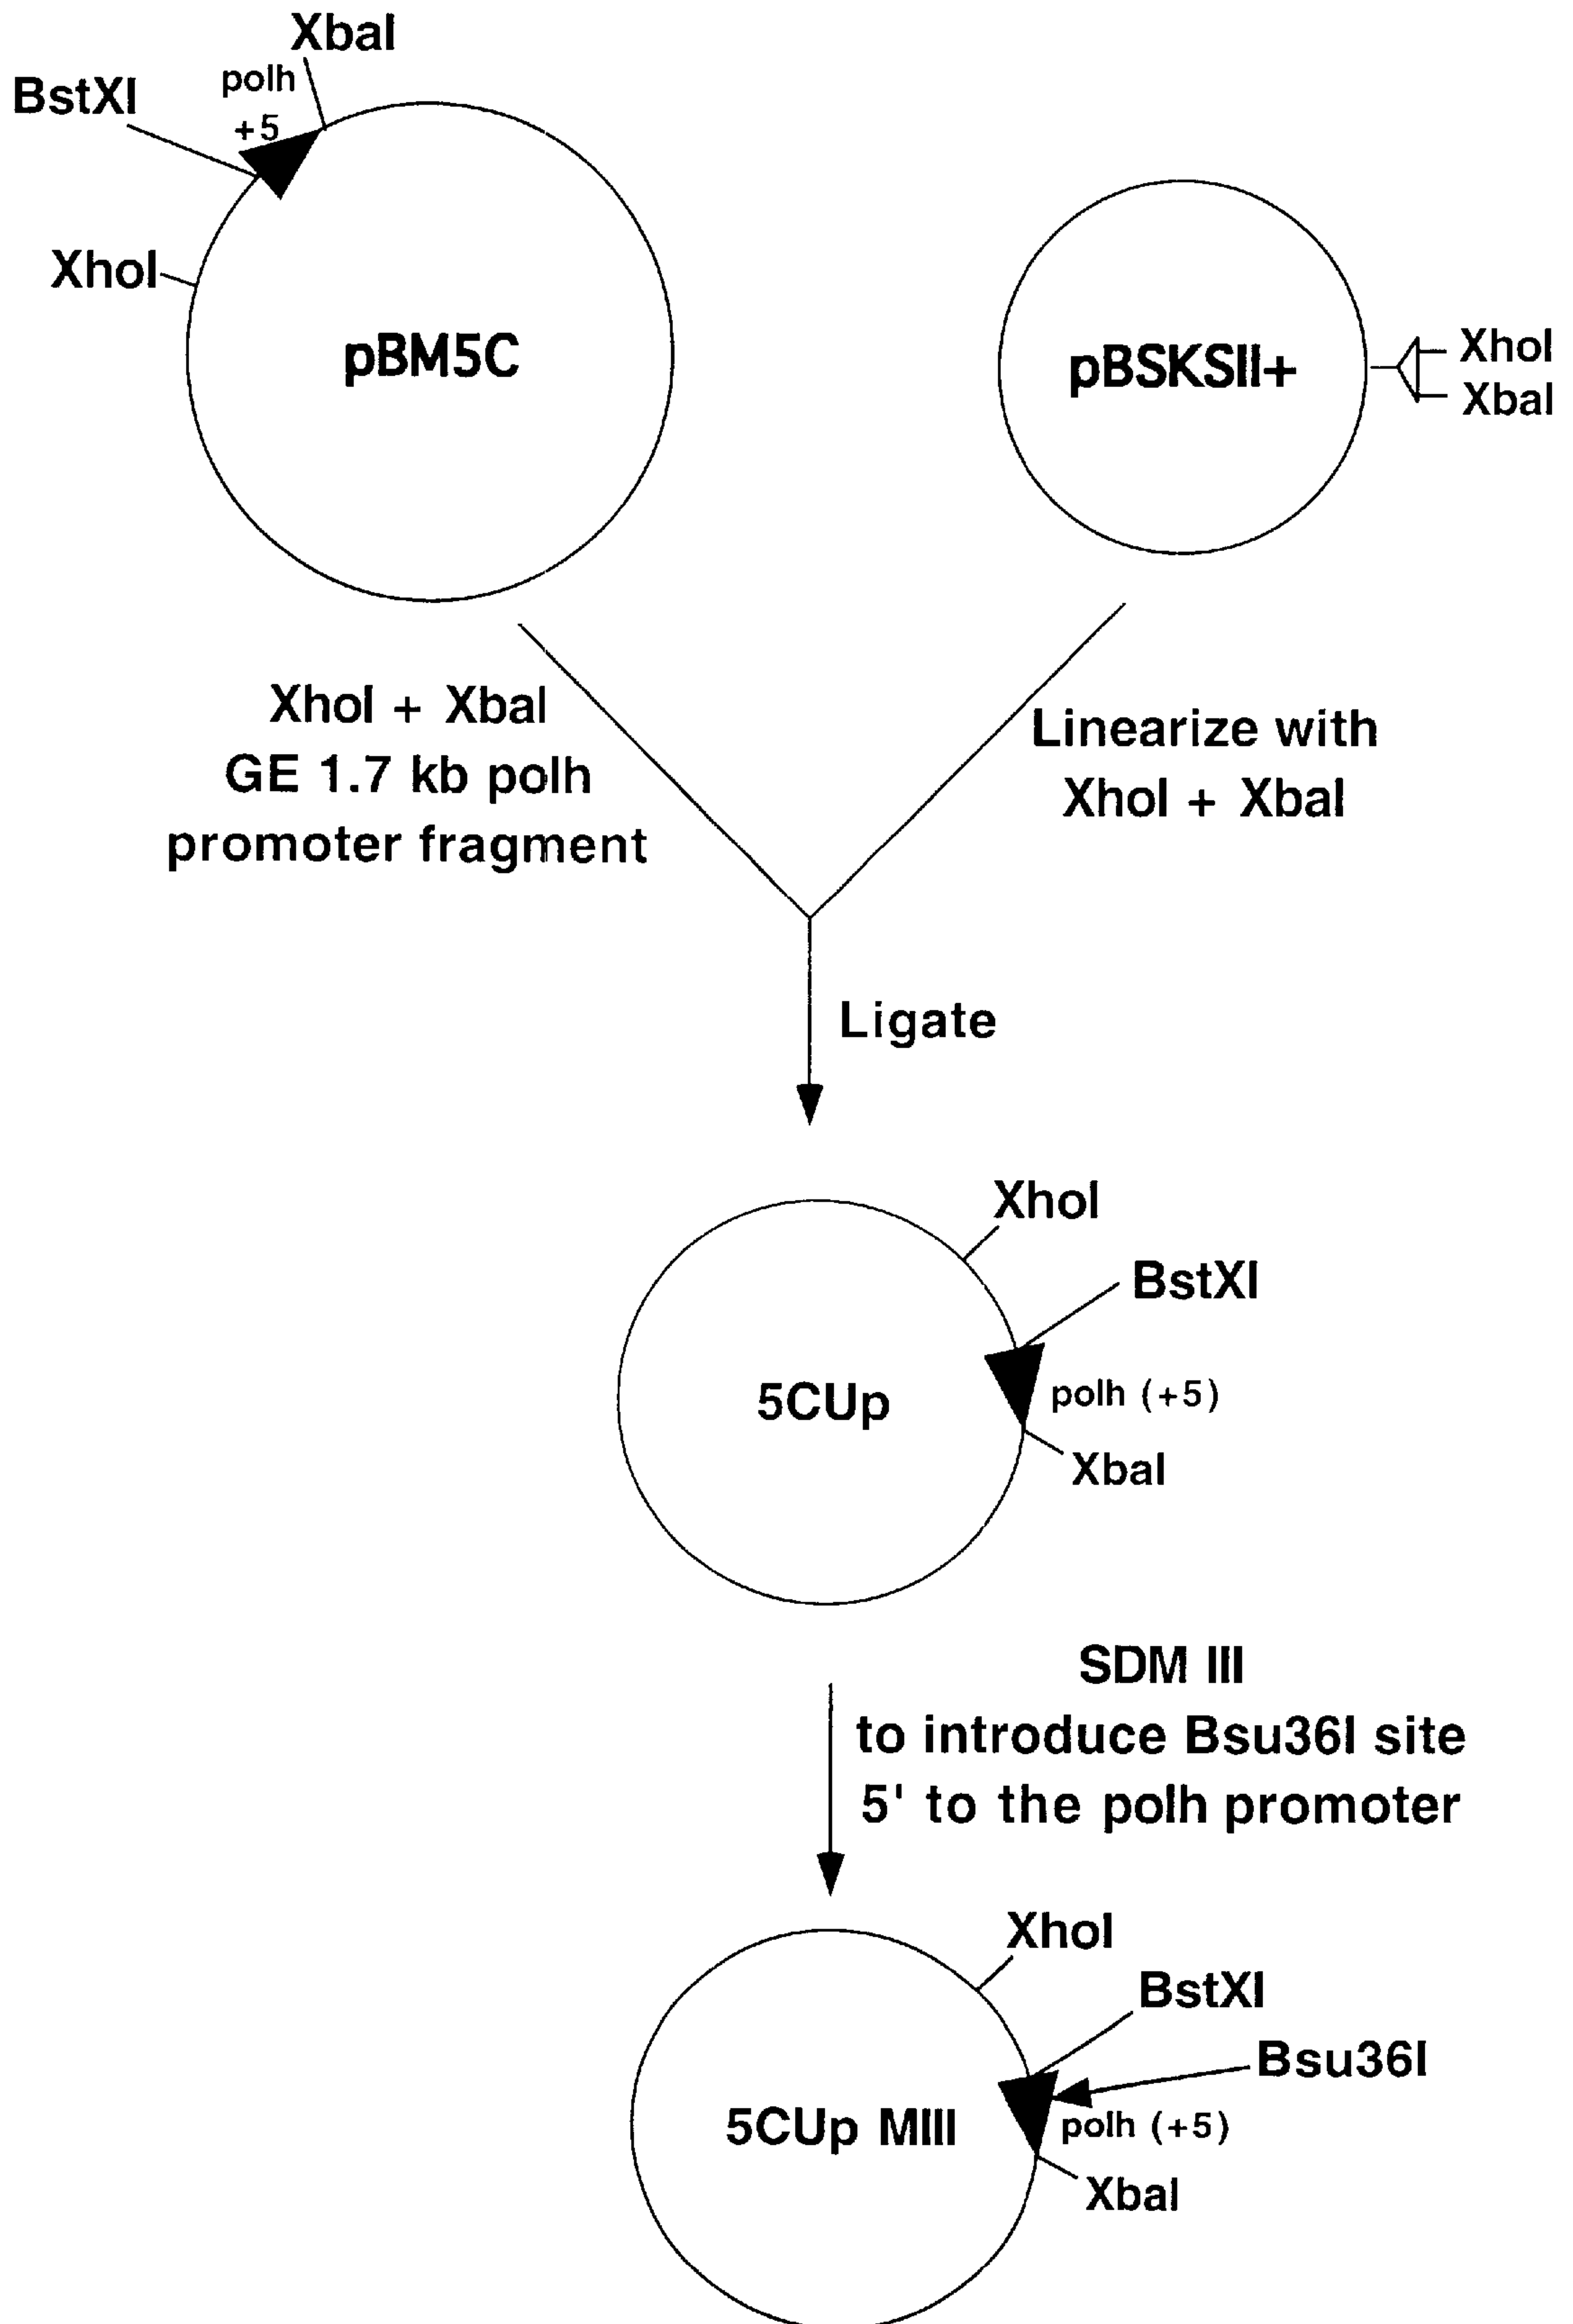 XbaI
polh
+5
BstXI
XhoI
pBM5C
pBSKSII+
XhoI
XbaI
XhoI + XbaI
GE 1.7 kb polh
promoter fragment
Linearize with
XhoI + XbaI
Ligate
XhoI
BstXI
5CUp
polh (+5)
XbaI
SDM III
to introduce Bsu36I site
5' to the polh promoter
XhoI
BstXI
Bsu36I
5CUp MIII
polh (+5)
XbaI